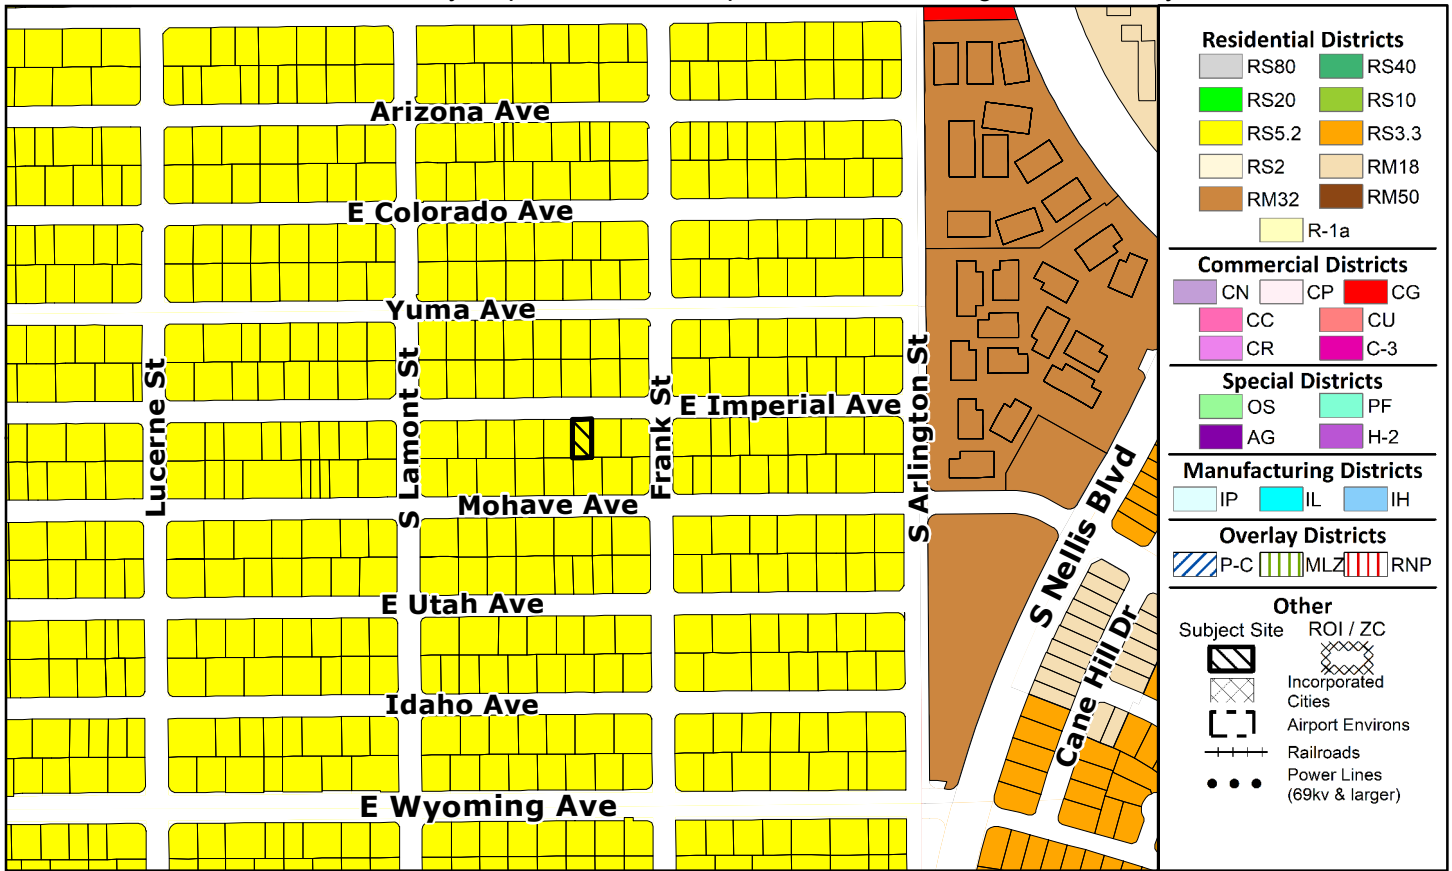 Arizona Ave
E Colorado Ave
Yuma Ave
E Imperial Ave
Mohave Ave
E Utah Ave
Idaho Ave
E Wyoming Ave
Lucerne St
S Lamont St
Frank St
S Arlington St
S Nellis Blvd
Cane Hill Dr
Residential Districts
RS80 RS40
RS20 RS10
RS5.2 RS3.3
RS2 RM18
RM32 RM50
R-1a
Commercial Districts
CN CP CG
CC CU
CR C-3
Special Districts
OS PF
AG H-2
Manufacturing Districts
IP IL IH
Overlay Districts
P-C MLZ RNP
Other
Subject Site ROI / ZC
Incorporated
Cities
Airport Environs
Railroads
Power Lines
(69kv & larger)